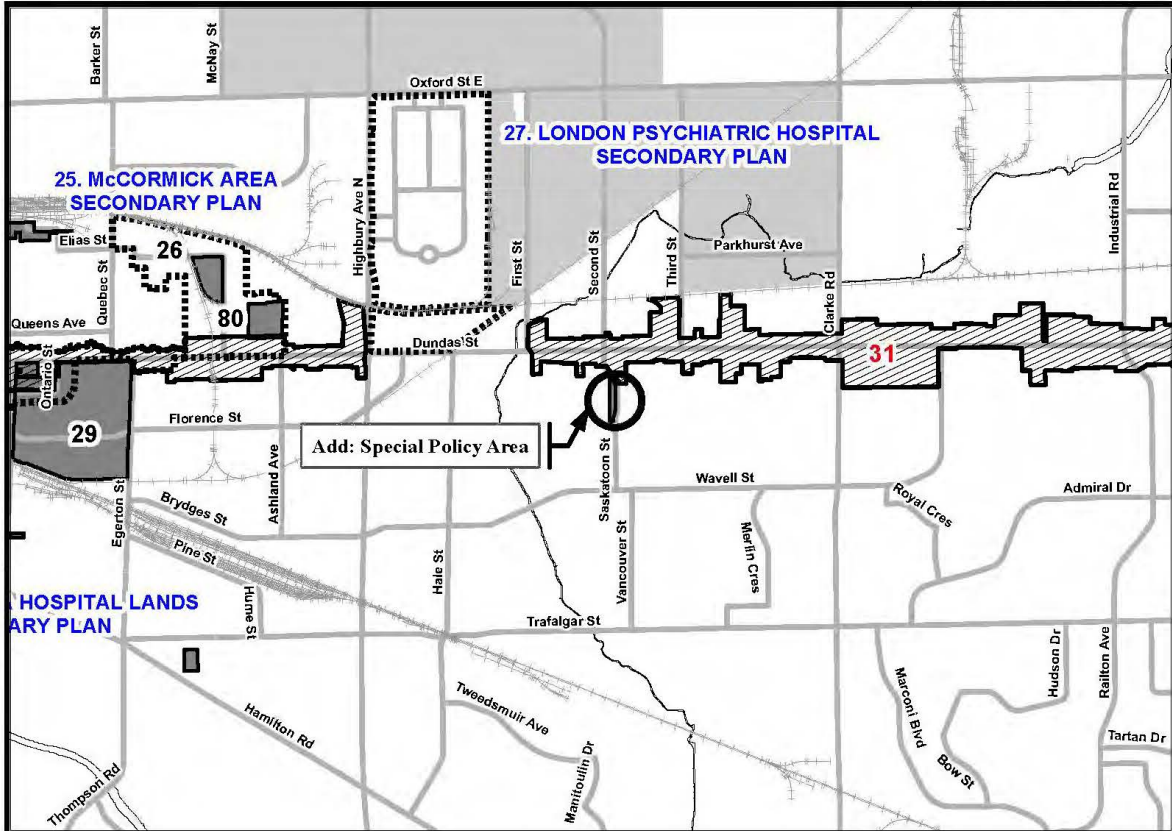 Barker St
McNay St
Oxford St E
27. LONDON PSYCHIATRIC HOSPITAL
SECONDARY PLAN
25. McCORMICK AREA
SECONDARY PLAN
Highbury Ave N
First St
Second St
Third St
Parkhurst Ave
Industrial Rd
Elias St
26
Quebec St
Clarke Rd
Queens Ave
80
Dundas St
31
Ontario St
29
Florence St
Add: Special Policy Area
Ashland Ave
Saskatoon St
Wavell St
Egerton St
Brydges St
Royal Cres
Admiral Dr
Pine St
Hale St
Vancouver St
Merlin Cres
HOSPITAL LANDS
ARY PLAN
Hume St
Trafalgar St
Hudson Dr
Railton Ave
Marconi Blvd
Hamilton Rd
Tweedsmuir Ave
Manitoulin Dr
Bow St
Tartan Dr
Thompson Rd